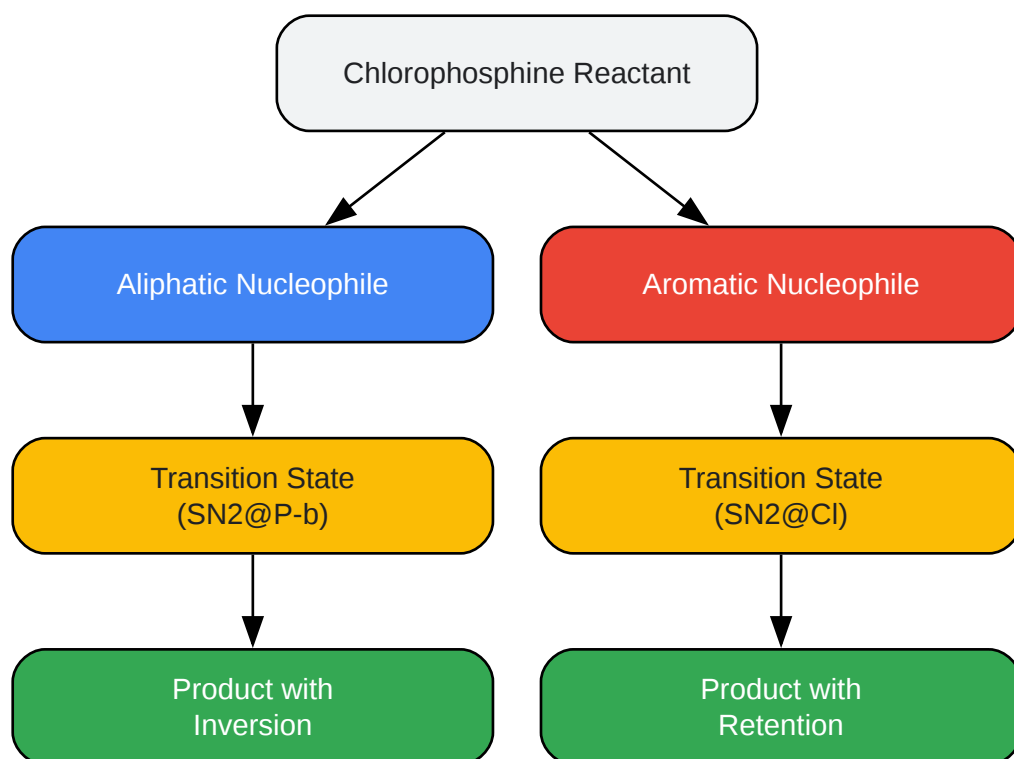 Chlorophosphine Reactant
Aliphatic Nucleophile
Aromatic Nucleophile
Transition State
(SN2@P-b)
Transition State
(SN2@Cl)
Product with
Inversion
Product with
Retention